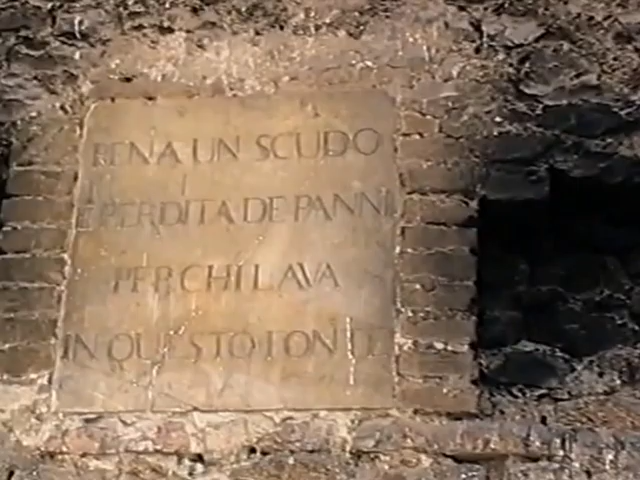 PENA UN SCUDO
E PERDITA DE PANNI
PER CHI LAVA
IN QUESTO FONTE